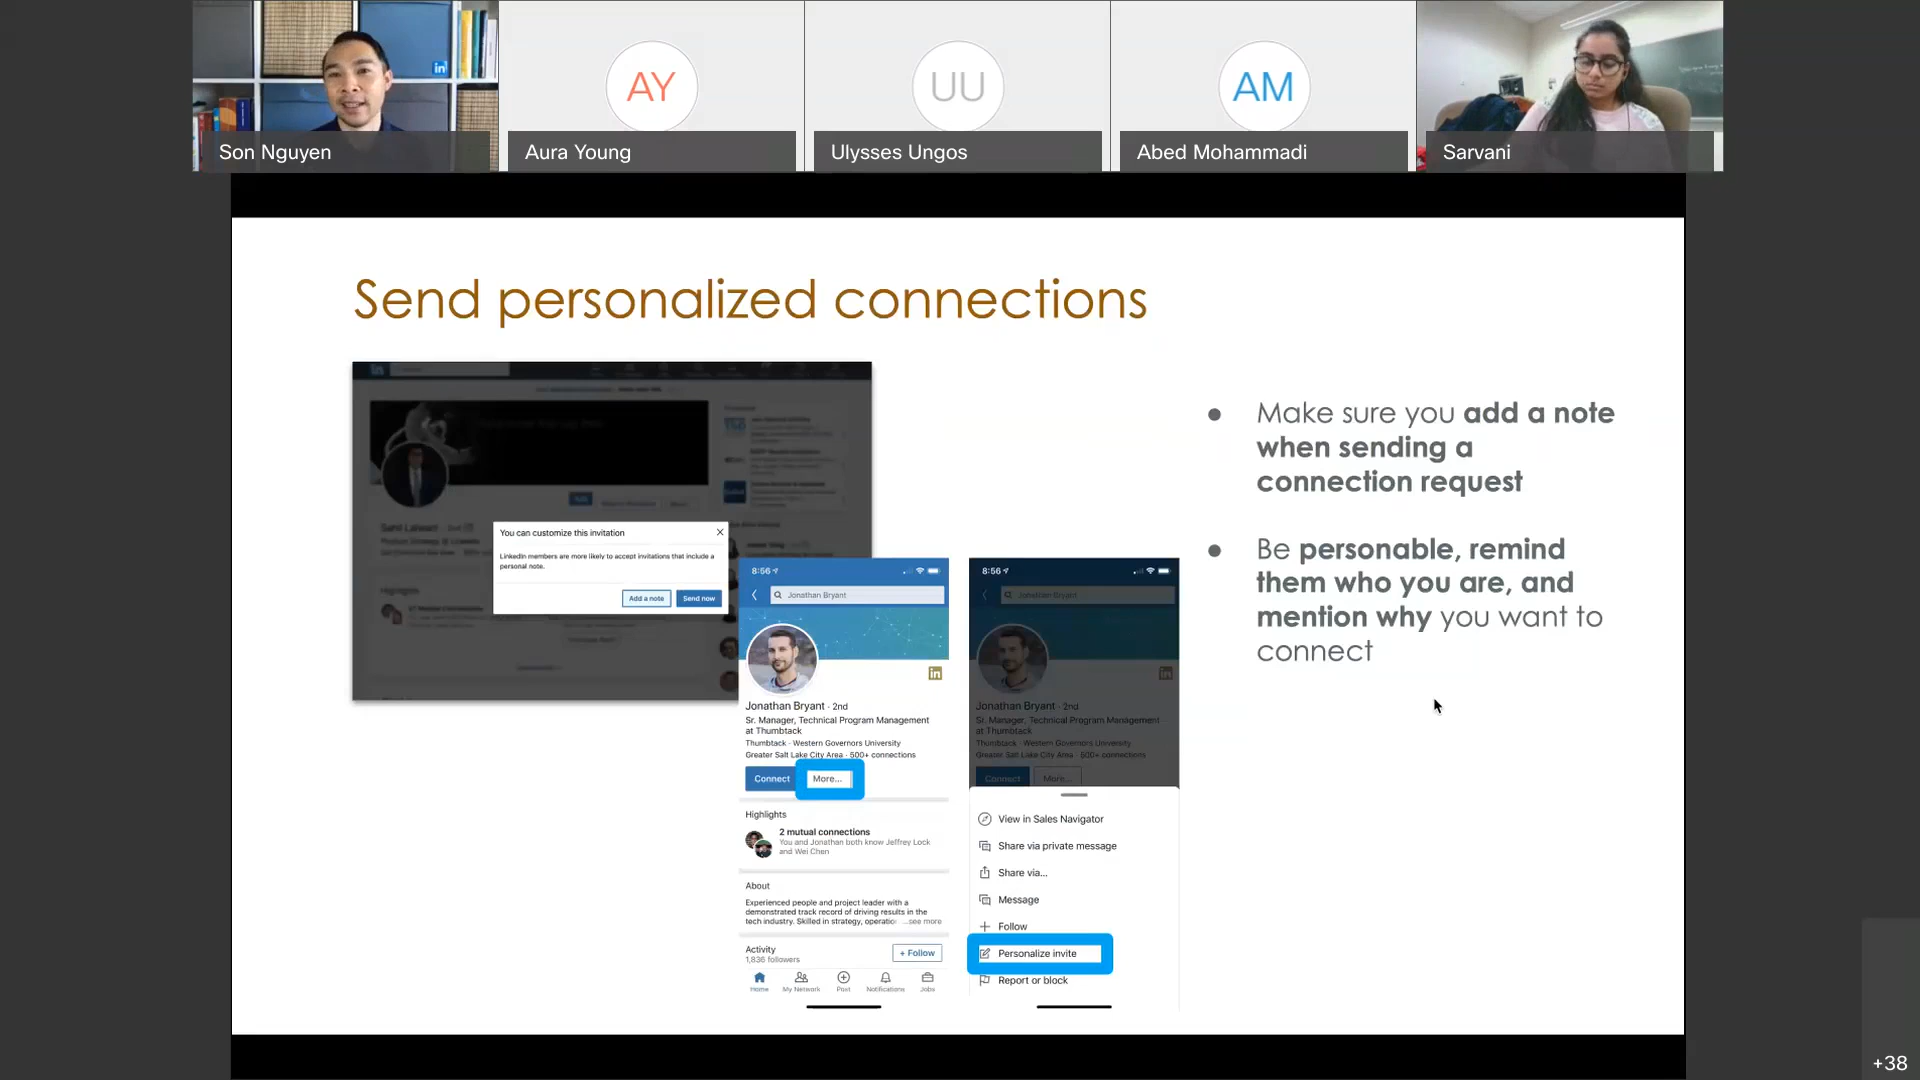 in
AY
UU
AM
Son Nguyen
Aura Young
Ulysses Ungos
Abed Mohammadi
Sarvani
Send personalized connections
You can customize this invitation
LinkedIn members are more likely to accept invitations that include a
personal note.
Add a note
Send now
8:56
Jonathan Bryant
in
Jonathan Bryant · 2nd
Sr. Manager, Technical Program Management
at Thumbtack
Thumbtack · Western Governors University
Greater Salt Lake City Area · 500+ connections
Connect
More...
Highlights
2 mutual connections
You and Jonathan both know Jeffrey Lock
and Wei Chen
About
Experienced people and project leader with a
demonstrated track record of driving results in the
tech industry. Skilled in strategy, operatio ...see more
Activity
1,836 followers
+ Follow
Home
My Network
Post
Notifications
Jobs
8:56
Jonathan Bryant
in
Jonathan Bryant · 2nd
Sr. Manager, Technical Program Management
at Thumbtack
Thumbtack · Western Governors University
Greater Salt Lake City Area · 500+ connections
Connect
More...
View in Sales Navigator
Share via private message
Share via...
Message
Follow
Personalize invite
Report or block
● Make sure you add a note
when sending a
connection request
● Be personable, remind
them who you are, and
mention why you want to
connect
+38